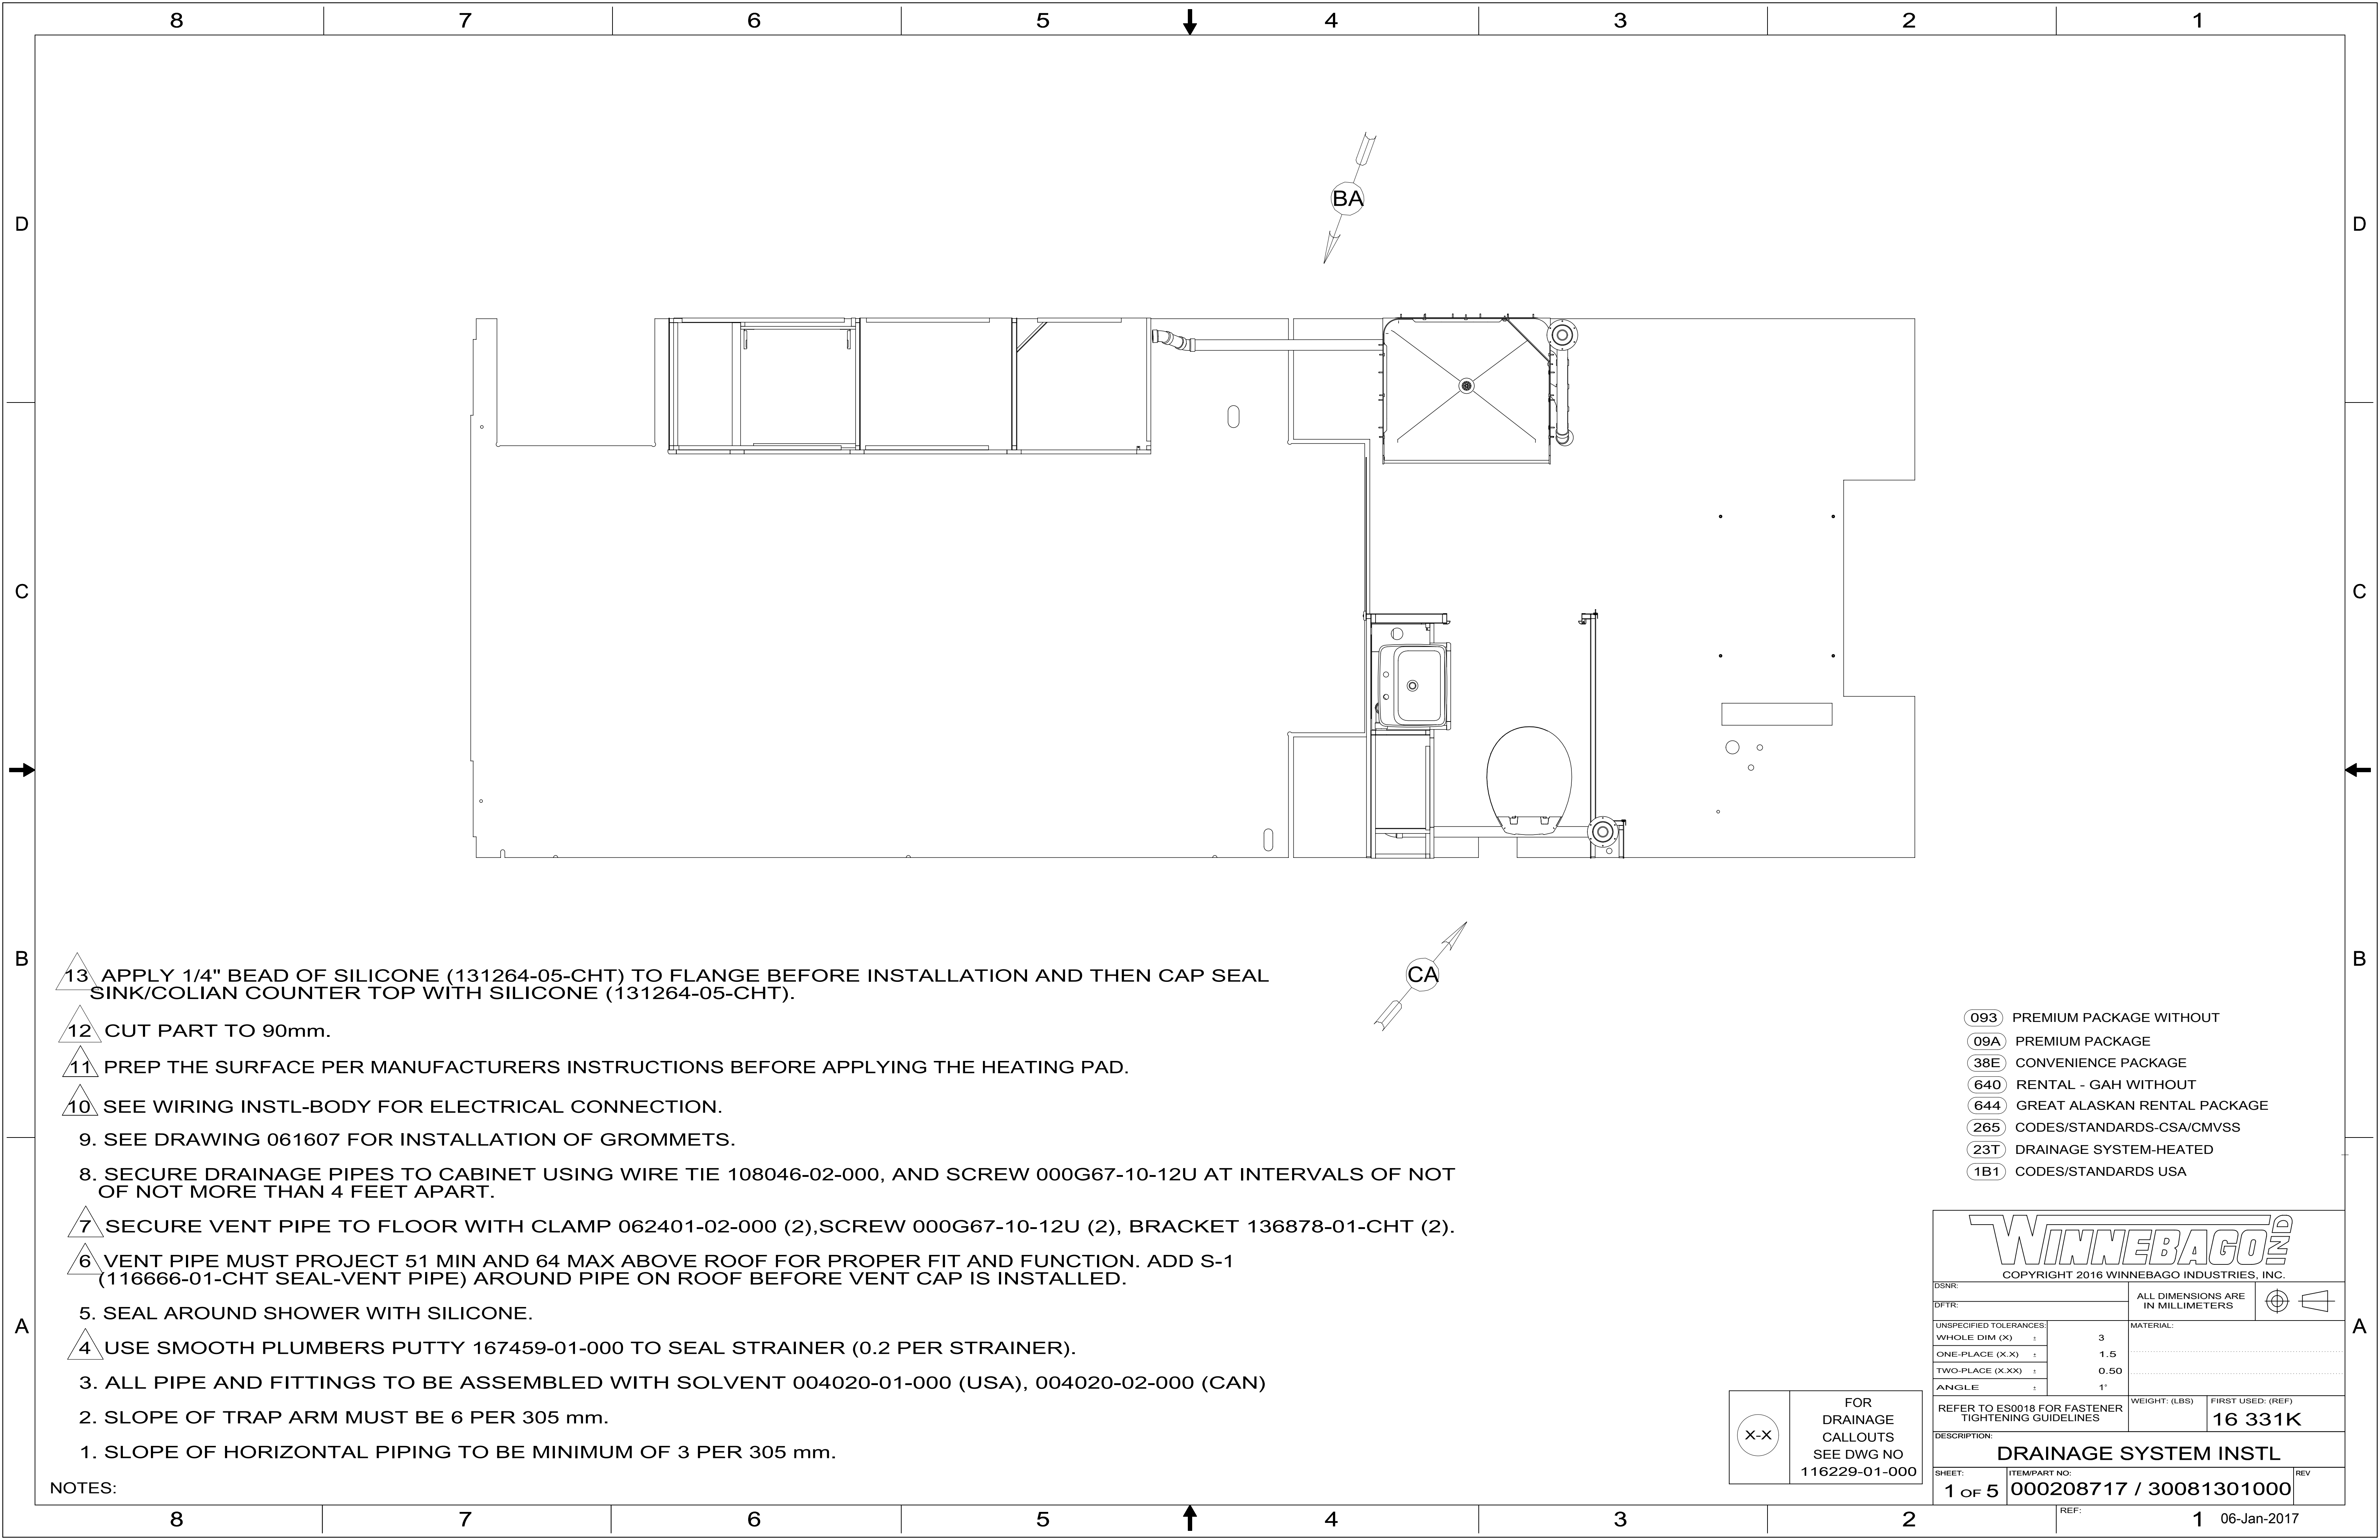 8 7 6 5 4 3 2 1
D
D
BA
C
C
B
B
CA
13 APPLY 1/4" BEAD OF SILICONE (131264-05-CHT) TO FLANGE BEFORE INSTALLATION AND THEN CAP SEAL
SINK/COLIAN COUNTER TOP WITH SILICONE (131264-05-CHT).
12 CUT PART TO 90mm.
11 PREP THE SURFACE PER MANUFACTURERS INSTRUCTIONS BEFORE APPLYING THE HEATING PAD.
10 SEE WIRING INSTL-BODY FOR ELECTRICAL CONNECTION.
9. SEE DRAWING 061607 FOR INSTALLATION OF GROMMETS.
8. SECURE DRAINAGE PIPES TO CABINET USING WIRE TIE 108046-02-000, AND SCREW 000G67-10-12U AT INTERVALS OF NOT
OF NOT MORE THAN 4 FEET APART.
7 SECURE VENT PIPE TO FLOOR WITH CLAMP 062401-02-000 (2),SCREW 000G67-10-12U (2), BRACKET 136878-01-CHT (2).
6 VENT PIPE MUST PROJECT 51 MIN AND 64 MAX ABOVE ROOF FOR PROPER FIT AND FUNCTION. ADD S-1
(116666-01-CHT SEAL-VENT PIPE) AROUND PIPE ON ROOF BEFORE VENT CAP IS INSTALLED.
5. SEAL AROUND SHOWER WITH SILICONE.
4 USE SMOOTH PLUMBERS PUTTY 167459-01-000 TO SEAL STRAINER (0.2 PER STRAINER).
3. ALL PIPE AND FITTINGS TO BE ASSEMBLED WITH SOLVENT 004020-01-000 (USA), 004020-02-000 (CAN)
2. SLOPE OF TRAP ARM MUST BE 6 PER 305 mm.
1. SLOPE OF HORIZONTAL PIPING TO BE MINIMUM OF 3 PER 305 mm.
NOTES:
093 PREMIUM PACKAGE WITHOUT
09A PREMIUM PACKAGE
38E CONVENIENCE PACKAGE
640 RENTAL - GAH WITHOUT
644 GREAT ALASKAN RENTAL PACKAGE
265 CODES/STANDARDS-CSA/CMVSS
23T DRAINAGE SYSTEM-HEATED
1B1 CODES/STANDARDS USA
X-X
FOR
DRAINAGE
CALLOUTS
SEE DWG NO
116229-01-000
WINNEBAGO IND
COPYRIGHT 2016 WINNEBAGO INDUSTRIES, INC.
DSNR:
DFTR:
ALL DIMENSIONS ARE
IN MILLIMETERS
UNSPECIFIED TOLERANCES:
WHOLE DIM (X) ± 3
ONE-PLACE (X.X) ± 1.5
TWO-PLACE (X.XX) ± 0.50
ANGLE ± 1°
MATERIAL:
REFER TO ES0018 FOR FASTENER
TIGHTENING GUIDELINES
WEIGHT: (LBS)
FIRST USED: (REF)
16 331K
DESCRIPTION:
DRAINAGE SYSTEM INSTL
SHEET:
1 OF 5
ITEM/PART NO:
000208717 / 30081301000
REV
A
A
REF:
06-Jan-2017
8 7 6 5 4 3 2 1